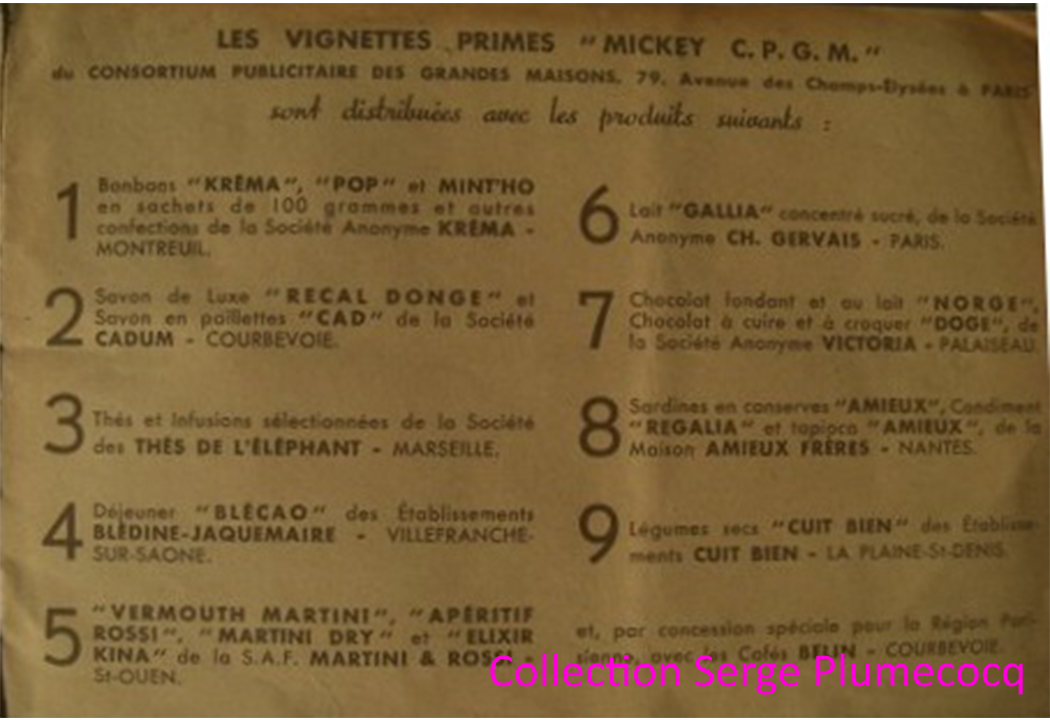 LES VIGNETTES PRIMES "MICKEY C.P.G.M."
du CONSORTIUM PUBLICITAIRE DES GRANDES MAISONS, 79, Avenue des Champs-Elysées à PARIS
sont distribuées avec les produits suivants :
1 Bonbons "KRÉMA", "POP" et MINT'HO
en sachets de 100 grammes et autres
confections de la Société Anonyme KRÉMA -
MONTREUIL.
2 Savon de Luxe "RECAL DONGE" et
Savon en paillettes "CAD" de la Société
CADUM - COURBEVOIE.
3 Thés et Infusions sélectionnées de la Société
des THÉS DE L'ÉLÉPHANT - MARSEILLE.
4 Déjeuner "BLÉCAO" des Établissements
BLÉDINE-JAQUEMAIRE - VILLEFRANCHE-
SUR-SAONE.
5 "VERMOUTH MARTINI", "APÉRITIF
ROSSI", "MARTINI DRY" et "ELIXIR
KINA" de la S.A.F. MARTINI & ROSSI -
St-OUEN.
6 Lait "GALLIA" concentré sucré, de la Société
Anonyme CH. GERVAIS - PARIS.
7 Chocolat fondant et au lait "NORGE",
Chocolat à cuire et à croquer "DOGE", de
la Société Anonyme VICTORIA - PALAISEAU.
8 Sardines en conserves "AMIEUX", Condiment
"REGALIA" et tapioca "AMIEUX", de la
Maison AMIEUX FRÈRES - NANTES.
9 Légumes secs "CUIT BIEN" des Établisse-
ments CUIT BIEN - LA PLAINE-St-DENIS.
et, par concession spéciale pour la Région Pari-
sienne, avec les Cafés BELIN - COURBEVOIE.
Collection Serge Plumecocq